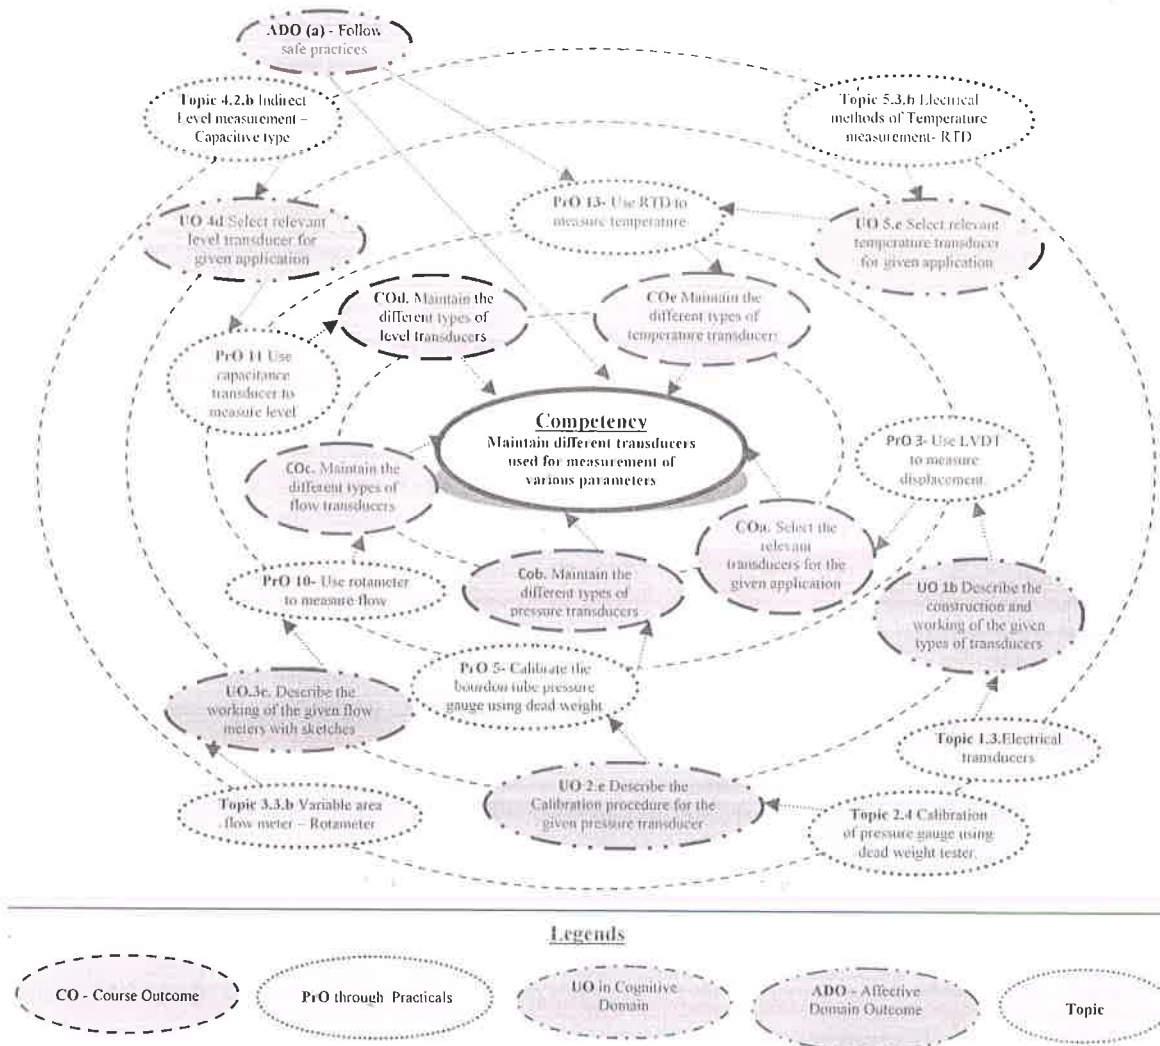 ADO (a) - Follow
safe practices
Topic 4.2.b Indirect
Level measurement –
Capacitive type
Topic 5.3.b Electrical
methods of Temperature
measurement- RTD
PrO 13- Use RTD to
measure temperature
UO 4d Select relevant
level transducer for
given application
UO 5.e Select relevant
temperature transducer
for given application
COd. Maintain the
different types of
level transducers
COe Maintain the
different types of
temperature transducers
PrO 11 Use
capacitance
transducer to
measure level
Competency
Maintain different transducers
used for measurement of
various parameters
PrO 3- Use LVDT
to measure
displacement.
COc. Maintain the
different types of
flow transducers
COa. Select the
relevant
transducers for the
given application
PrO 10- Use rotameter
to measure flow
Cob. Maintain the
different types of
pressure transducers
UO 1b Describe the
construction and
working of the given
types of transducers
PrO 5- Calibrate the
bourdon tube pressure
gauge using dead weight
UO.3c. Describe the
working of the given flow
meters with sketches
Topic 1.3.Electrical
transducers
UO 2.e Describe the
Calibration procedure for the
given pressure transducer
Topic 3.3.b Variable area
flow meter – Rotameter
Topic 2.4 Calibration
of pressure gauge using
dead weight tester.
Legends
CO - Course Outcome
PrO through Practicals
UO in Cognitive
Domain
ADO – Affective
Domain Outcome
Topic